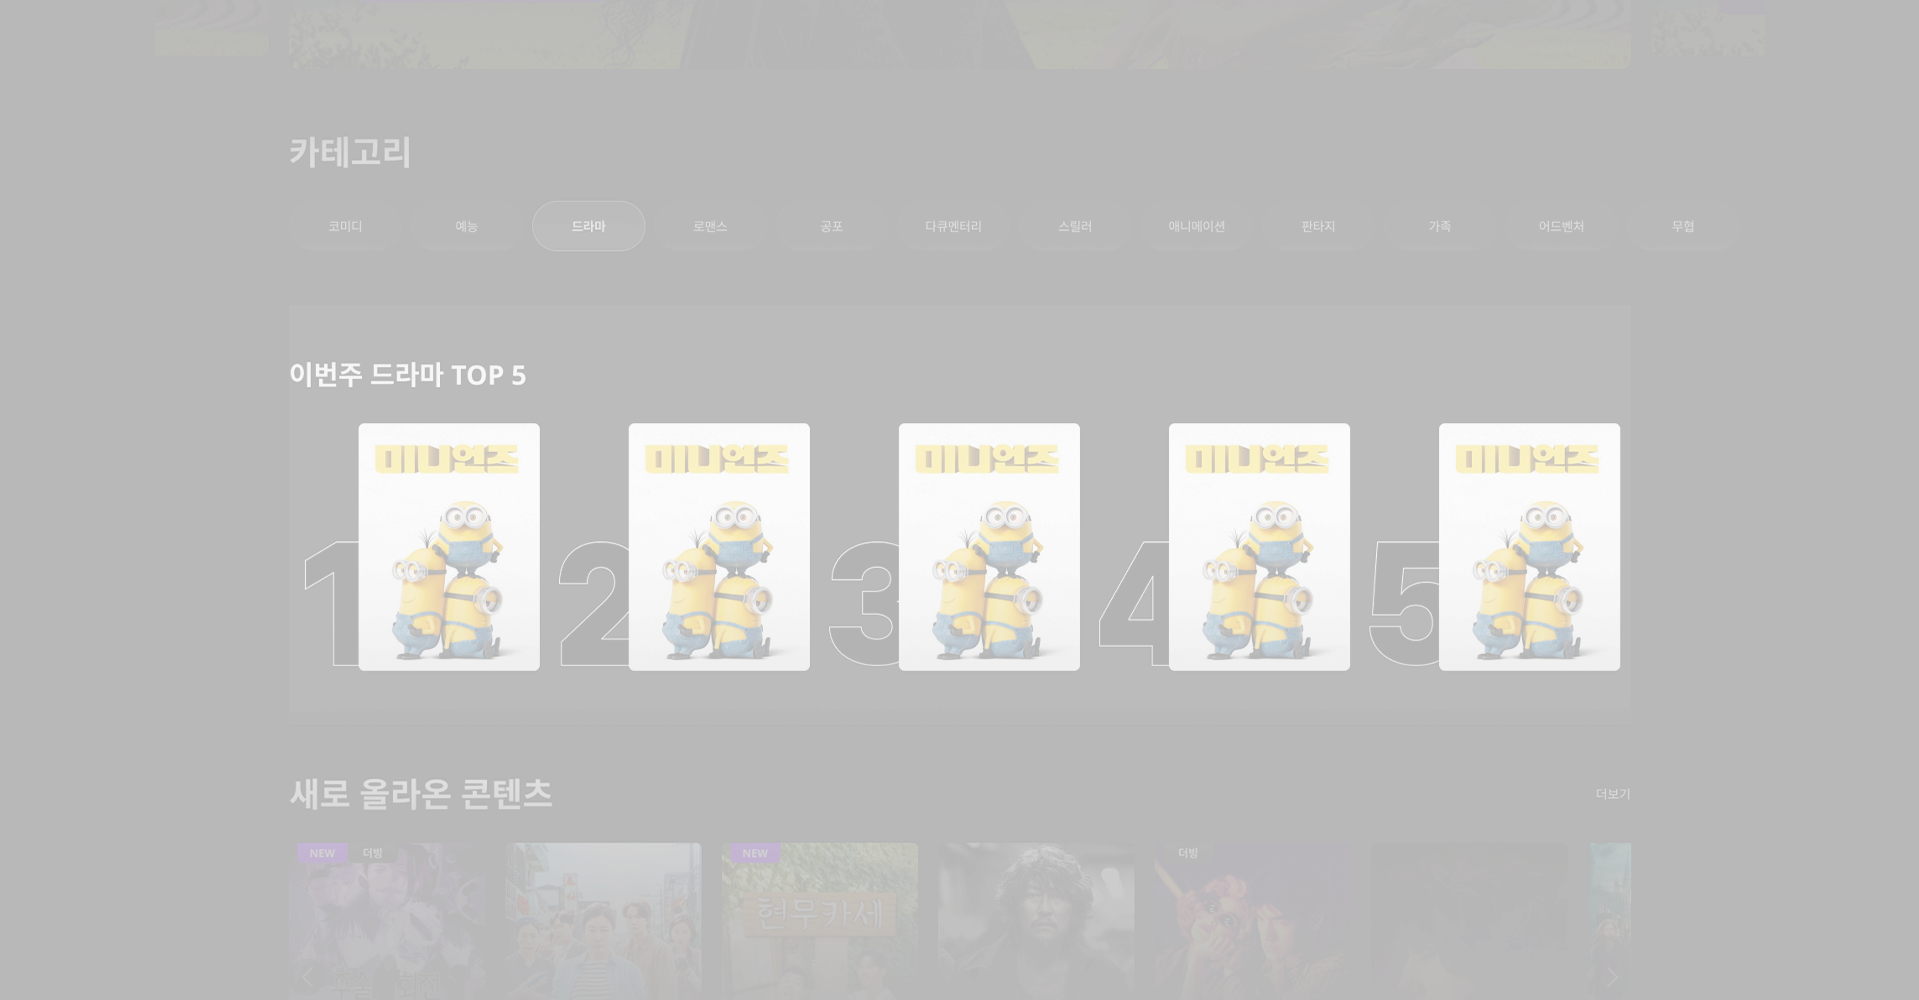 카테고리
코미디 예능 드라마 로맨스 공포 다큐멘터리 스릴러 애니메이션 판타지 가족 어드벤처 무협
이번주 드라마 TOP 5
미니언즈 미니언즈 미니언즈 미니언즈 미니언즈
1 2 3 4 5
새로 올라온 콘텐츠 더보기
NEW 더빙 NEW 더빙
현무카세